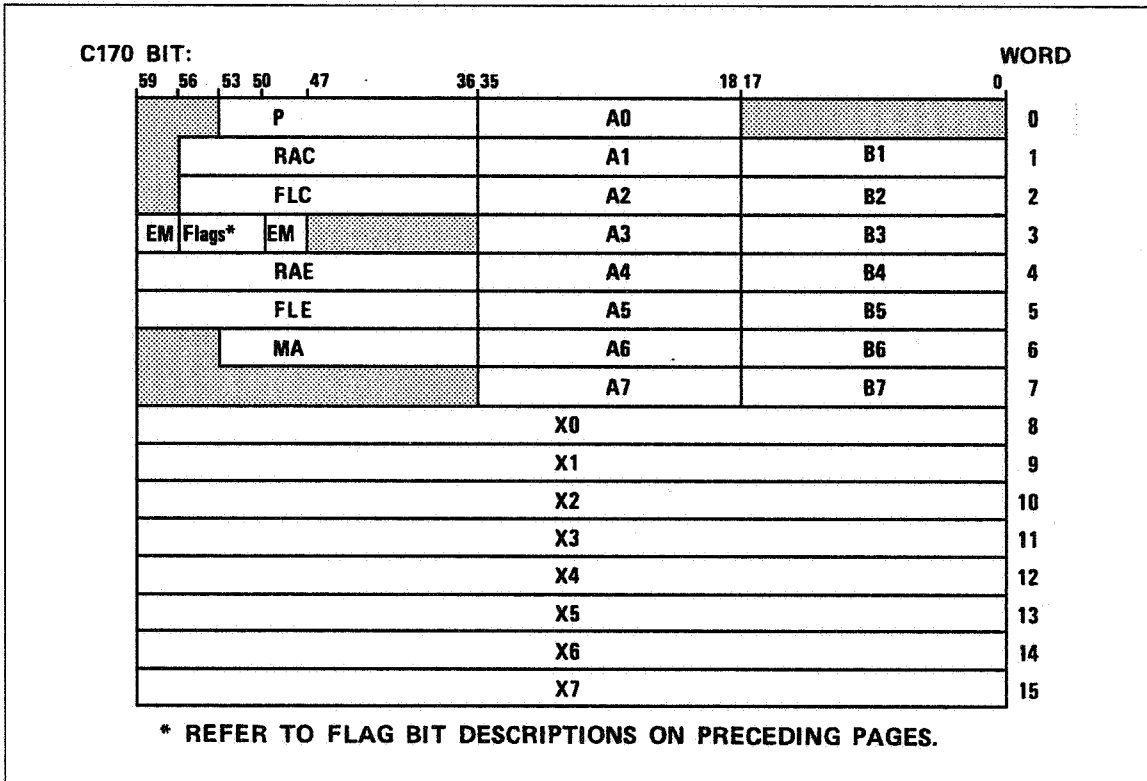 C170 BIT: WORD
59 56 53 50 47 36 35 18 17 0
P A0 0
RAC A1 B1 1
FLC A2 B2 2
EM Flags* EM A3 B3 3
RAE A4 B4 4
FLE A5 B5 5
MA A6 B6 6
A7 B7 7
X0 8
X1 9
X2 10
X3 11
X4 12
X5 13
X6 14
X7 15
* REFER TO FLAG BIT DESCRIPTIONS ON PRECEDING PAGES.